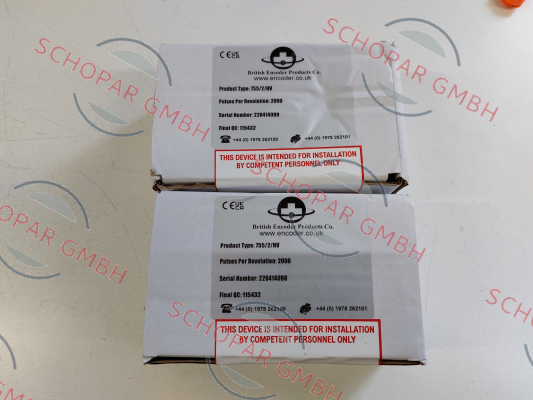 British Encoder Products Co.
www.encoder.co.uk
Product Type: 755/2/HV
Pulses Per Revolution: 2000
Serial Number: 228414099
Final QC: 115432
+44 (0) 1978 262100 +44 (0) 1978 262101
THIS DEVICE IS INTENDED FOR INSTALLATION
BY COMPETENT PERSONNEL ONLY
British Encoder Products Co.
www.encoder.co.uk
Product Type: 755/2/HV
Pulses Per Revolution: 2000
Serial Number: 228414098
Final QC: 115432
+44 (0) 1978 262100 +44 (0) 1978 262101
THIS DEVICE IS INTENDED FOR INSTALLATION
BY COMPETENT PERSONNEL ONLY
SCHOPAR GMBH
SCHOPAR GMBH
SCHOPAR GMBH
SCHOPAR GMBH
SCHOPAR GMBH